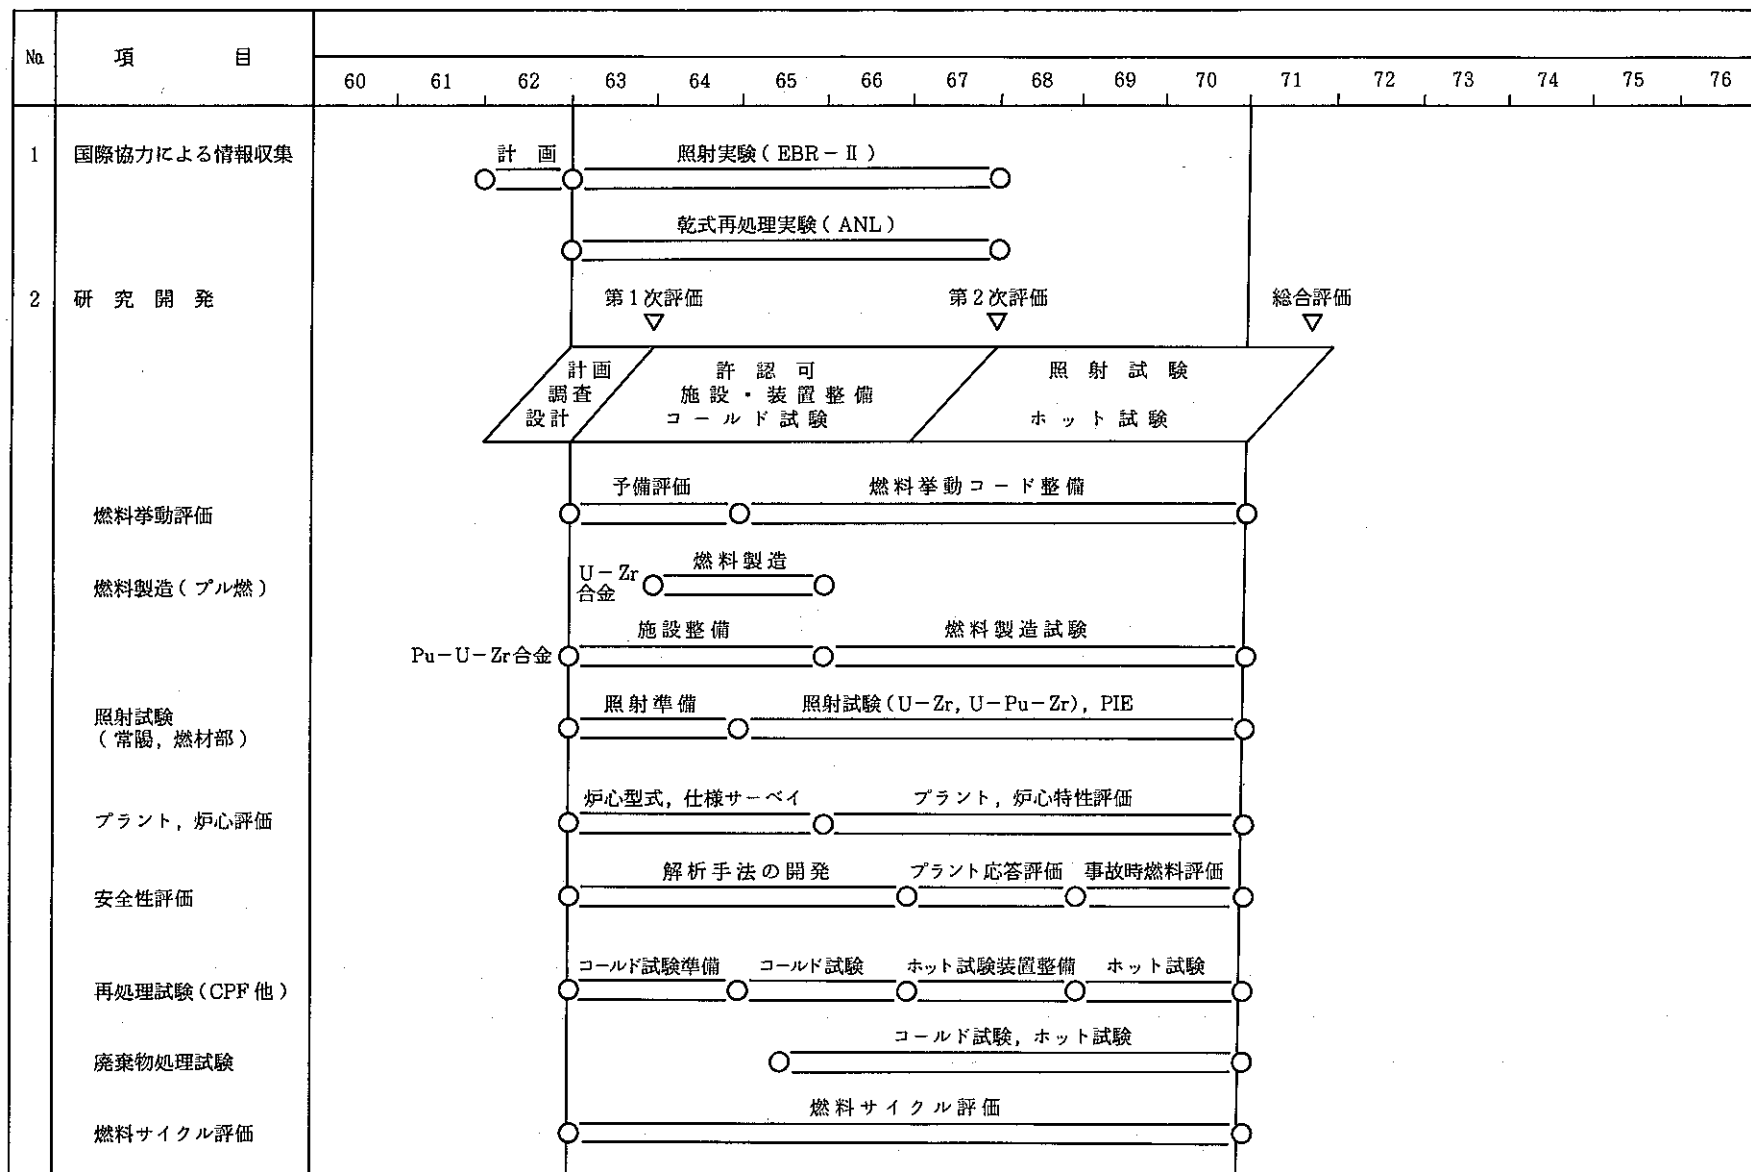 No. 項 目
60 61 62 63 64 65 66 67 68 69 70 71 72 73 74 75 76
1 国際協力による情報収集
計 画 照射実験(EBR-Ⅱ)
乾式再処理実験(ANL)
2 研 究 開 発
第1次評価 第2次評価 総合評価
計画 許 認 可 照 射 試 験
調査 施 設 ・ 装 置 整 備
設計 コ ー ル ド 試 験 ホ ッ ト 試 験
予備評価 燃料挙動コード整備
燃料挙動評価
U-Zr 燃料製造
合金
燃料製造(プル燃)
施設整備 燃料製造試験
Pu-U-Zr合金
照射準備 照射試験(U-Zr, U-Pu-Zr), PIE
照射試験
(常陽, 燃材部)
炉心型式, 仕様サーベイ プラント, 炉心特性評価
プラント, 炉心評価
解析手法の開発 プラント応答評価 事故時燃料評価
安全性評価
コールド試験準備 コールド試験 ホット試験装置整備 ホット試験
再処理試験(CPF他)
コールド試験, ホット試験
廃棄物処理試験
燃料サイクル評価
燃料サイクル評価